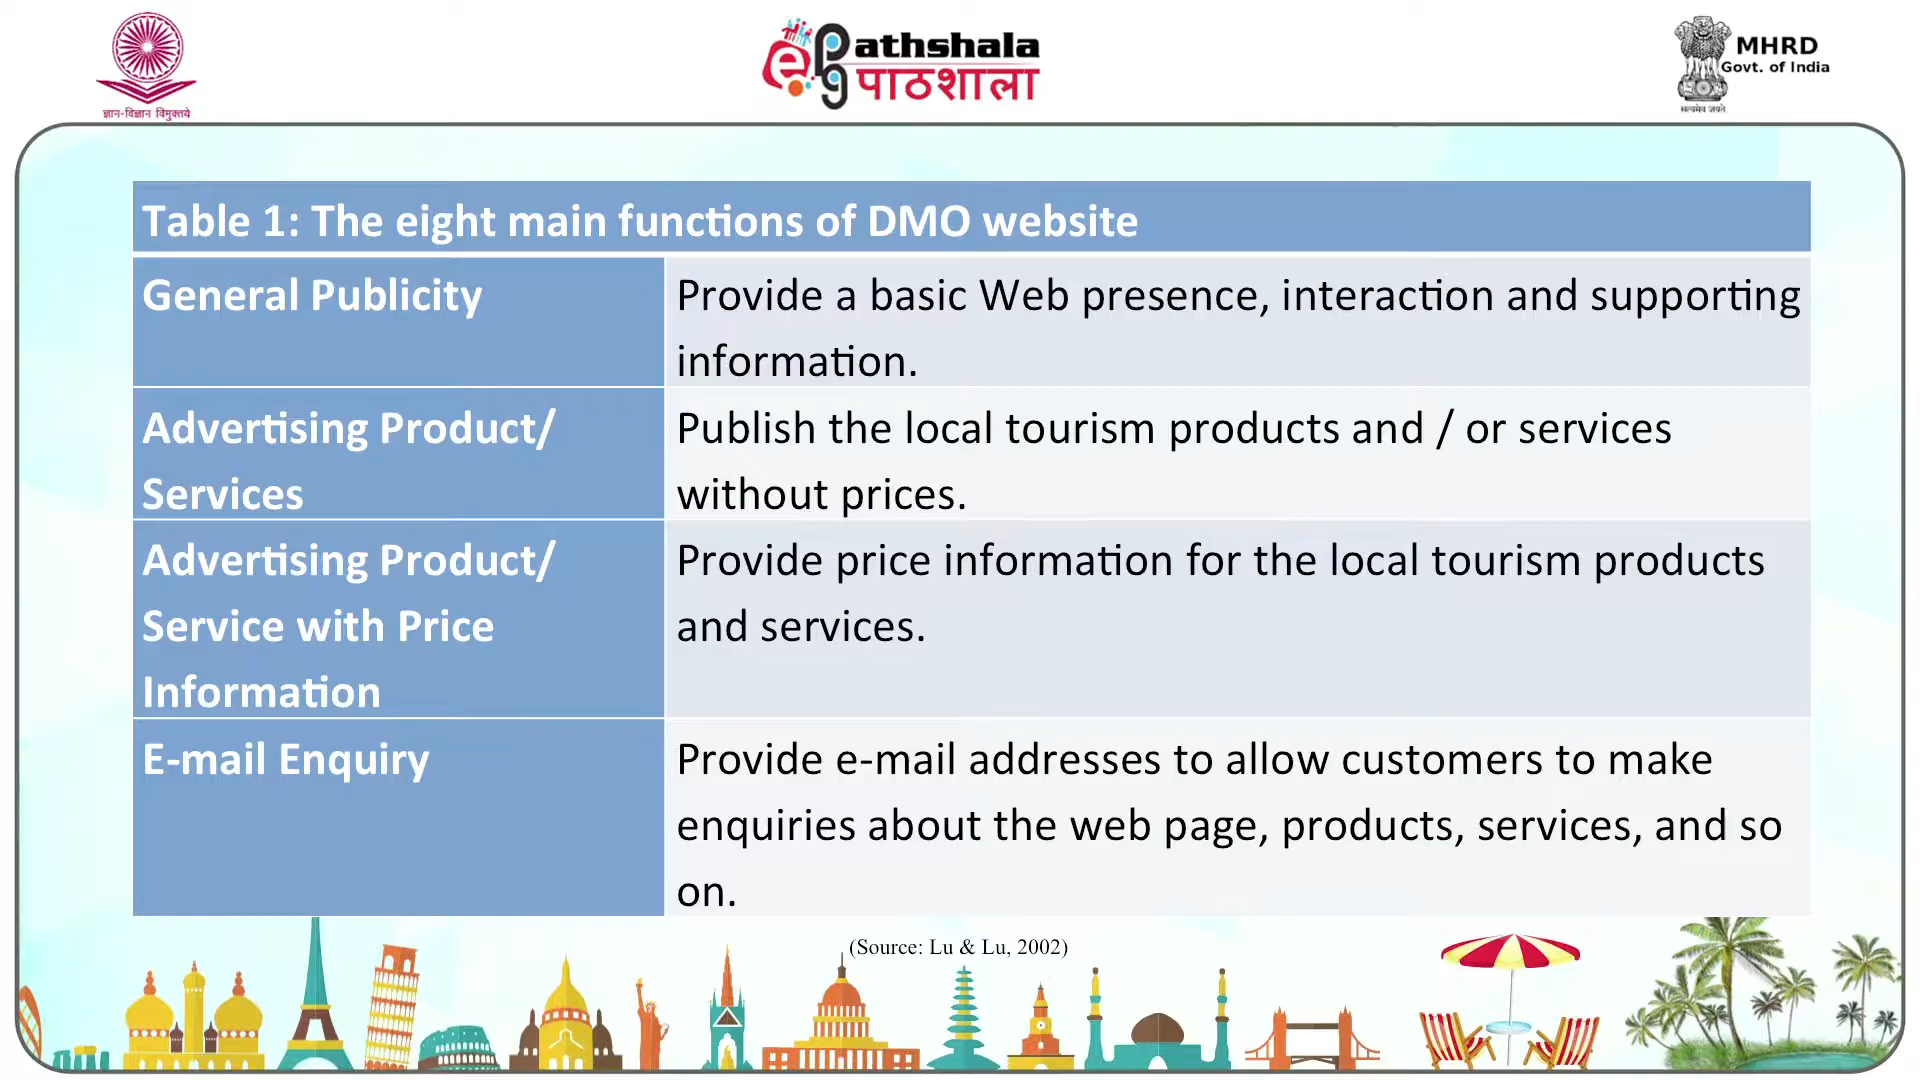 ज्ञान-विज्ञान विमुक्तये
e
pg
athshala
पाठशाला
MHRD
Govt. of India
सत्यमेव जयते
Table 1: The eight main functions of DMO website
General Publicity
Provide a basic Web presence, interaction and supporting
information.
Advertising Product/
Services
Publish the local tourism products and / or services
without prices.
Advertising Product/
Service with Price
Information
Provide price information for the local tourism products
and services.
E-mail Enquiry
Provide e-mail addresses to allow customers to make
enquiries about the web page, products, services, and so
on.
(Source: Lu & Lu, 2002)